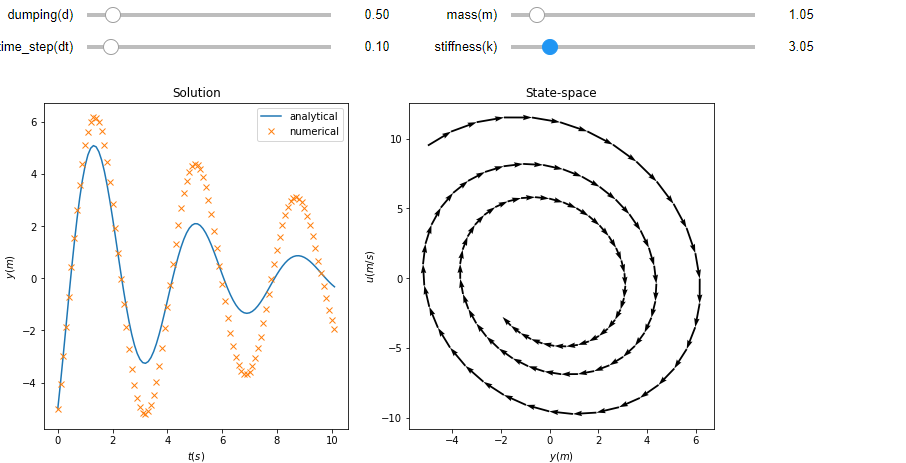 dumping(d) 0.50 mass(m) 1.05
time_step(dt) 0.10 stiffness(k) 3.05
Solution State-space
analytical
numerical
6
4
2
0
−2
−4
y(m)
0 2 4 6 8 10
t(s)
10
5
0
−5
−10
u(m/s)
−4 −2 0 2 4 6
y(m)